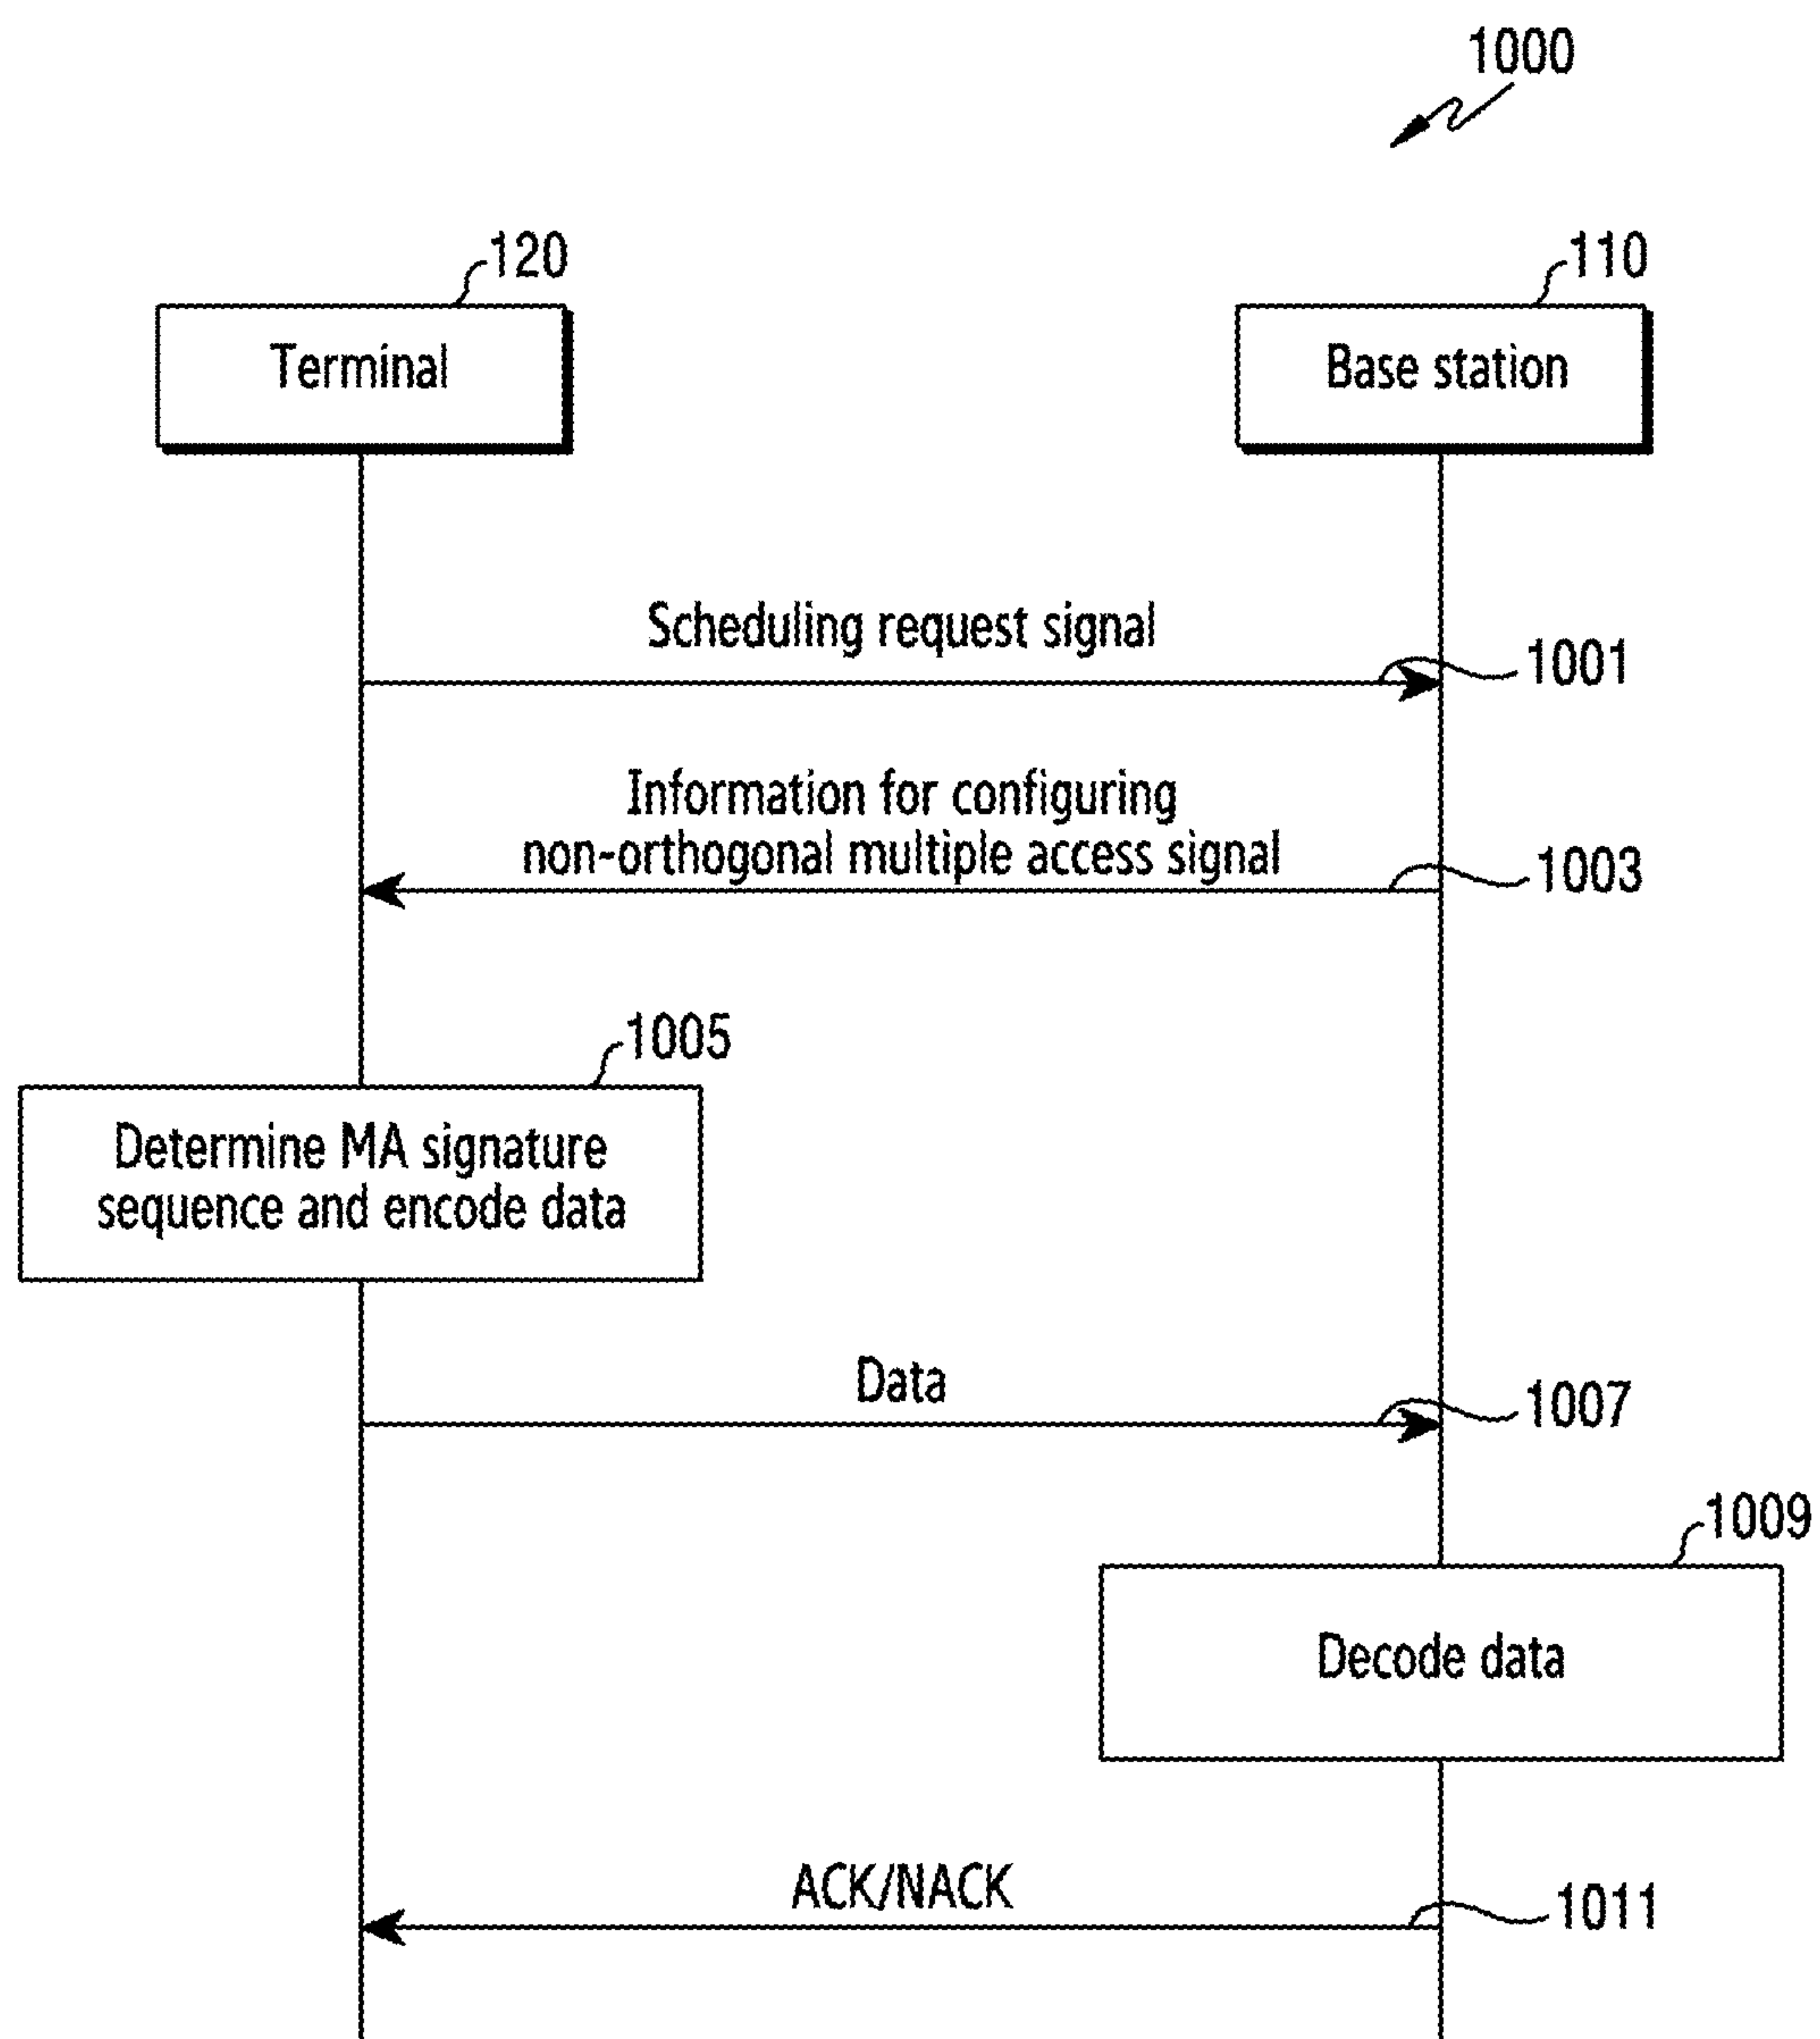 1000
120
110
Terminal
Base station
Scheduling request signal
1001
Information for configuring
non-orthogonal multiple access signal
1003
1005
Determine MA signature
sequence and encode data
Data
1007
1009
Decode data
ACK/NACK
1011